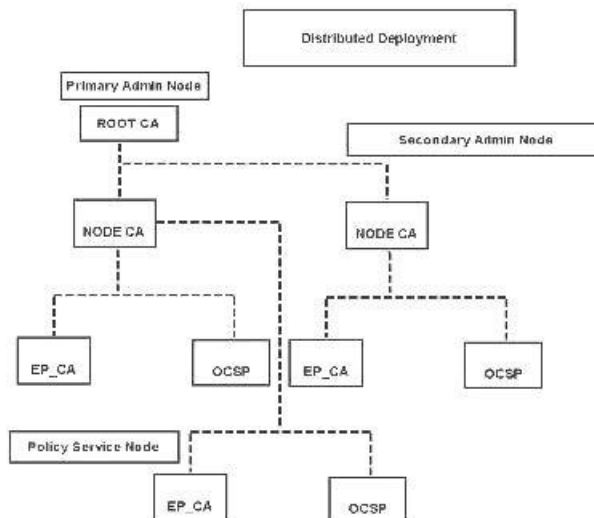 Distributed Deployment
Primary Admin Node
ROOT CA
Secondary Admin Node
NODE CA
NODE CA
EP_CA
OCSP
EP_CA
OCSP
Policy Service Node
EP_CA
OCSP